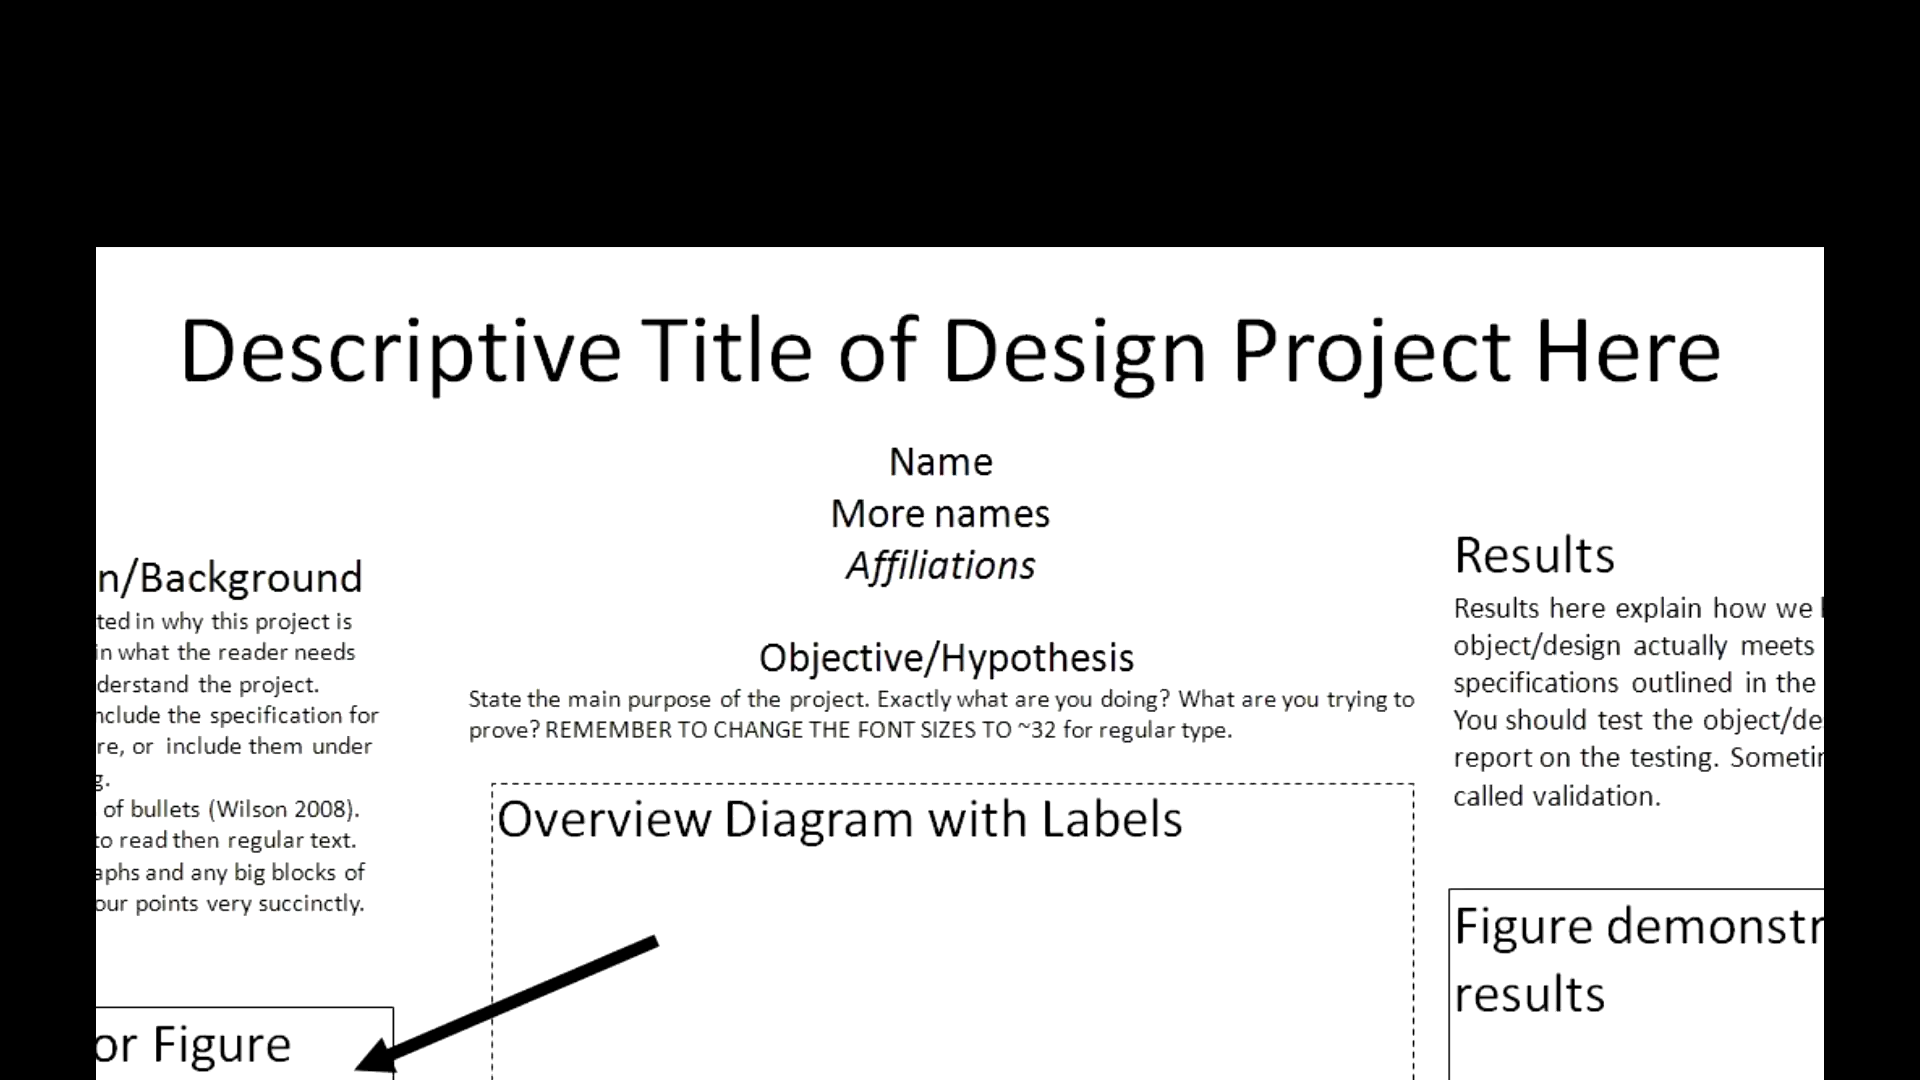 Descriptive Title of Design Project Here
Name
More names
Affiliations
n/Background
ted in why this project is
in what the reader needs
derstand the project.
nclude the specification for
re, or include them under
g.
of bullets (Wilson 2008).
to read then regular text.
aphs and any big blocks of
our points very succinctly.
or Figure
Objective/Hypothesis
State the main purpose of the project. Exactly what are you doing? What are you trying to
prove? REMEMBER TO CHANGE THE FONT SIZES TO ~32 for regular type.
Overview Diagram with Labels
Results
Results here explain how we
object/design actually meets
specifications outlined in the
You should test the object/de
report on the testing. Someti
called validation.
Figure demonstr
results